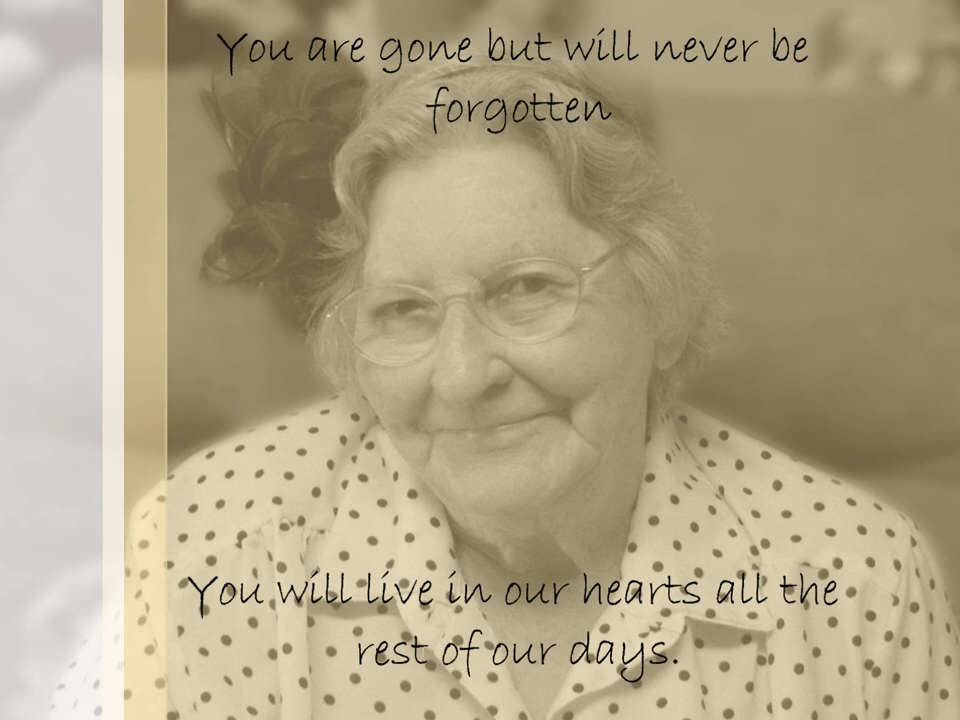 You are gone but will never be
forgotten
You will live in our hearts all the
rest of our days.